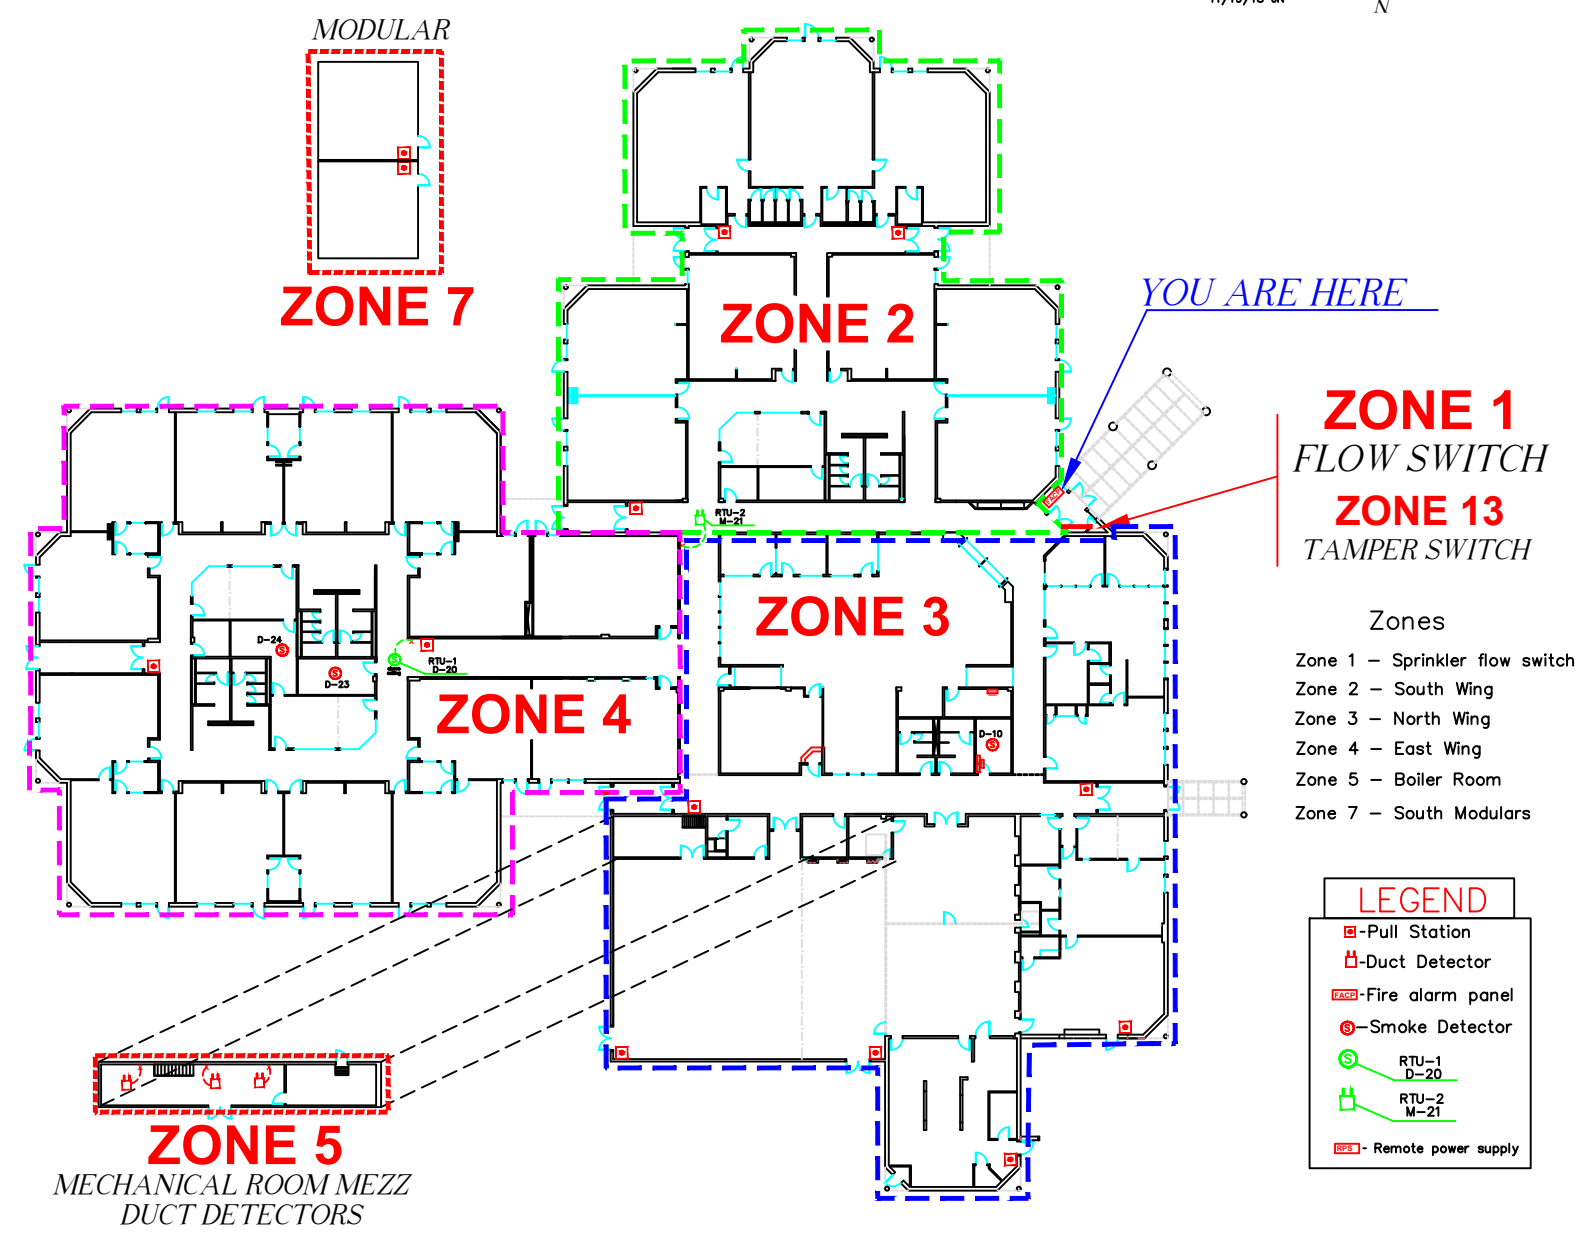 N
MODULAR
ZONE 7
ZONE 2
YOU ARE HERE
ZONE 1
FLOW SWITCH
ZONE 13
TAMPER SWITCH
FACP
RTU-2
M-21
ZONE 3
D-24
D-23
RTU-1
D-20
ZONE 4
D-10
Zones
Zone 1 - Sprinkler flow switch
Zone 2 - South Wing
Zone 3 - North Wing
Zone 4 - East Wing
Zone 5 - Boiler Room
Zone 7 - South Modulars
LEGEND
-Pull Station
-Duct Detector
FACP -Fire alarm panel
S -Smoke Detector
S RTU-1
D-20
RTU-2
M-21
RPS - Remote power supply
ZONE 5
MECHANICAL ROOM MEZZ
DUCT DETECTORS